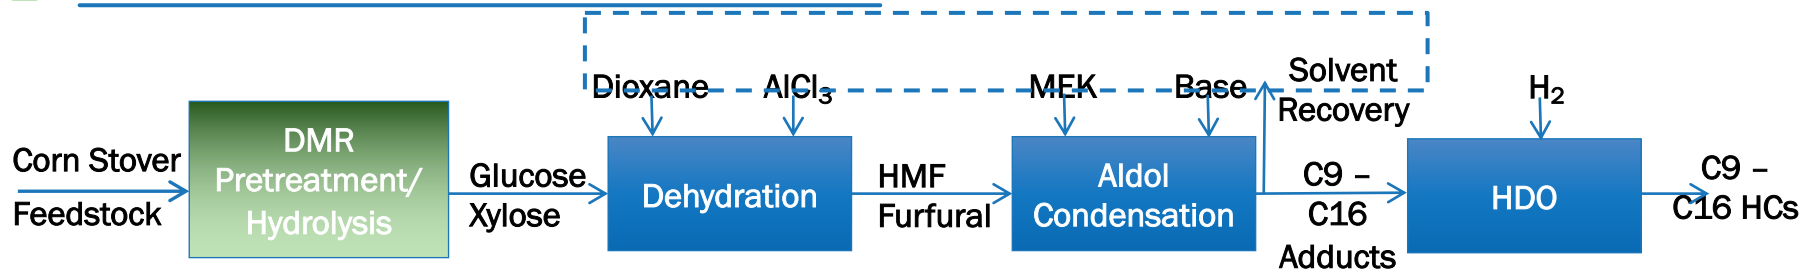 Dioxane
AlCl₃
MEK
Base
Solvent
Recovery
H₂
Corn Stover
Feedstock
DMR
Pretreatment/
Hydrolysis
Glucose
Xylose
Dehydration
HMF
Furfural
Aldol
Condensation
C9 –
C16
Adducts
HDO
C9 –
C16 HCs